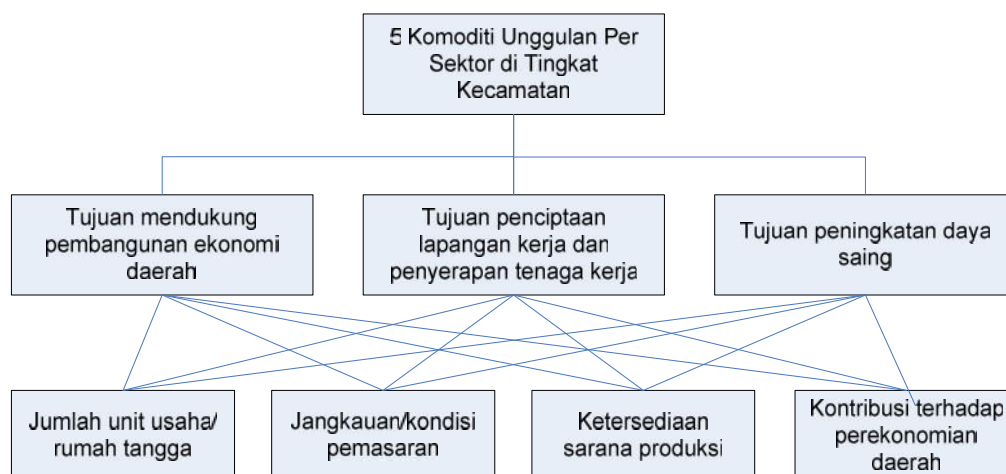 5 Komoditi Unggulan Per
Sektor di Tingkat
Kecamatan
Tujuan mendukung
pembangunan ekonomi
daerah
Tujuan penciptaan
lapangan kerja dan
penyerapan tenaga kerja
Tujuan peningkatan daya
saing
Jumlah unit usaha/
rumah tangga
Jangkauan/kondisi
pemasaran
Ketersediaan
sarana produksi
Kontribusi terhadap
perekonomian
daerah